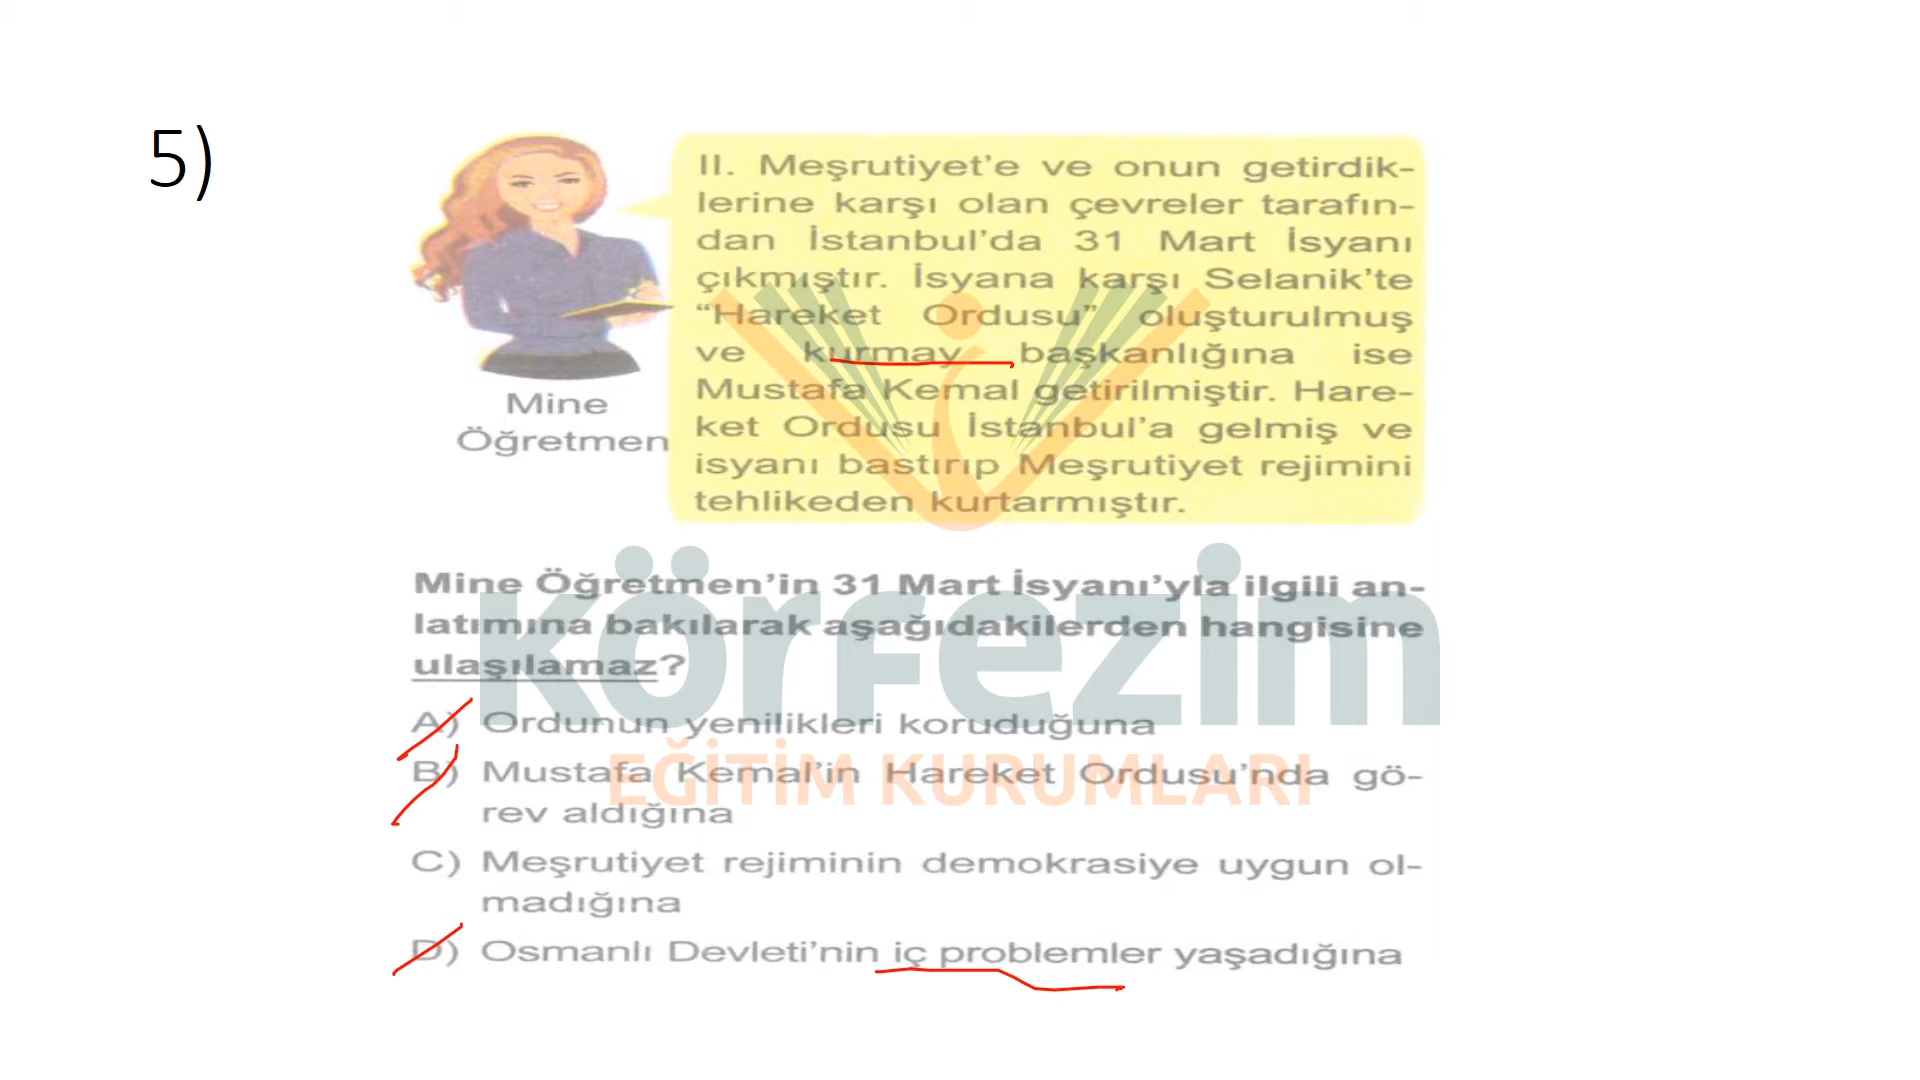 5)
II. Meşrutiyet’e ve onun getirdik-
lerine karşı olan çevreler tarafın-
dan İstanbul’da 31 Mart İsyanı
çıkmıştır. İsyana karşı Selanik’te
“Hareket Ordusu” oluşturulmuş
ve kurmay başkanlığına ise
Mustafa Kemal getirilmiştir. Hare-
ket Ordusu İstanbul’a gelmiş ve
isyanı bastırıp Meşrutiyet rejimini
tehlikeden kurtarmıştır.
Mine
Öğretmen
Mine Öğretmen’in 31 Mart İsyanı’yla ilgili an-
latımına bakılarak aşağıdakilerden hangisine
ulaşılamaz?
A) Ordunun yenilikleri koruduğuna
B) Mustafa Kemal’in Hareket Ordusu’nda gö-
rev aldığına
C) Meşrutiyet rejiminin demokrasiye uygun ol-
madığına
D) Osmanlı Devleti’nin iç problemler yaşadığına
körfezim
EĞİTİM KURUMLARI